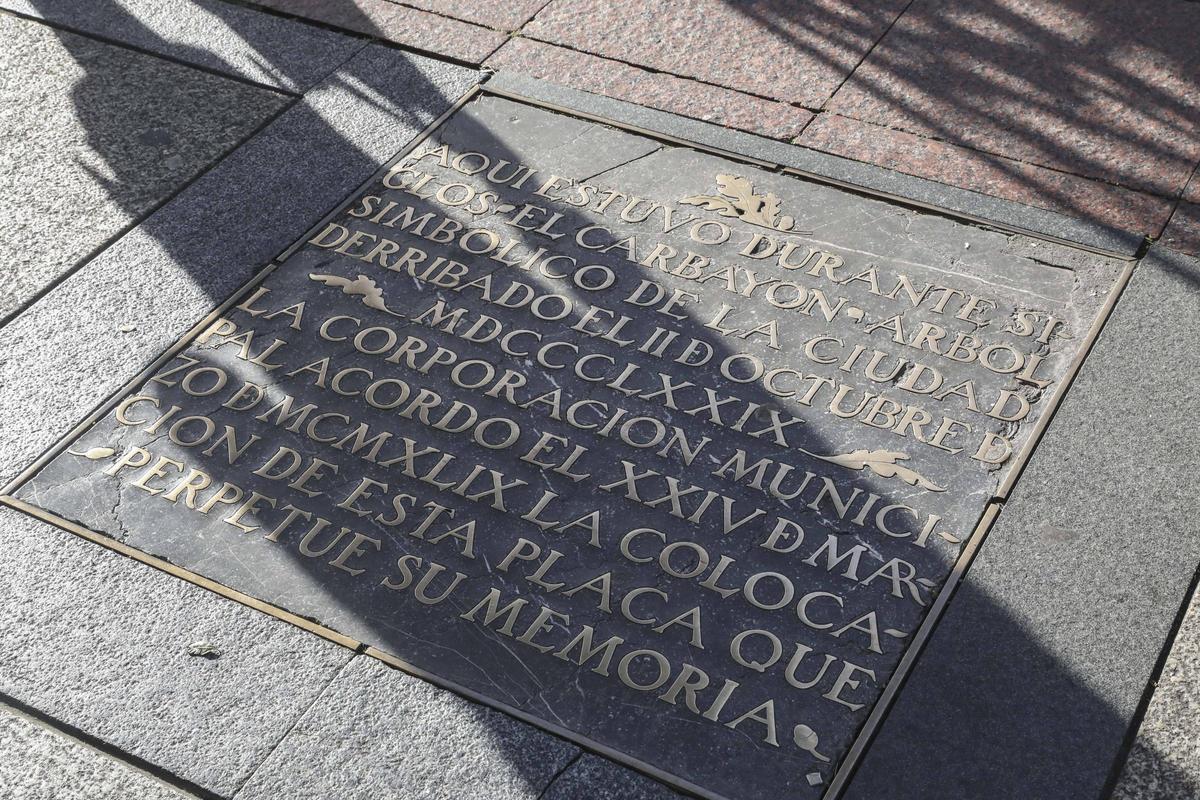 AQUI ESTUVO DURANTE SI-
GLOS·EL CARBAYON·ARBOL
SIMBOLICO DE LA CIUDAD
DERRIBADO EL II Đ OCTUBRE Đ
MDCCCLXXIX
LA CORPORACION MUNICI-
PAL ACORDO EL XXIV Đ MAR-
ZO Đ MCMXLIX LA COLOCA-
CION DE ESTA PLACA QUE
PERPETUE SU MEMORIA